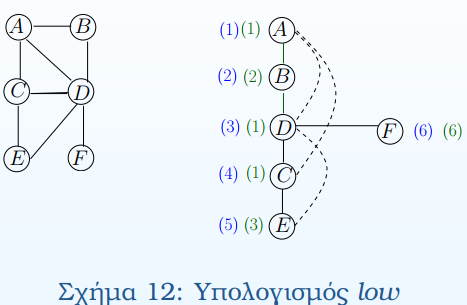 A B (1) (1) A
(2) (2) B
C D (3) (1) D F (6) (6)
(4) (1) C
E F (5) (3) E
Σχήμα 12: Υπολογισμός low